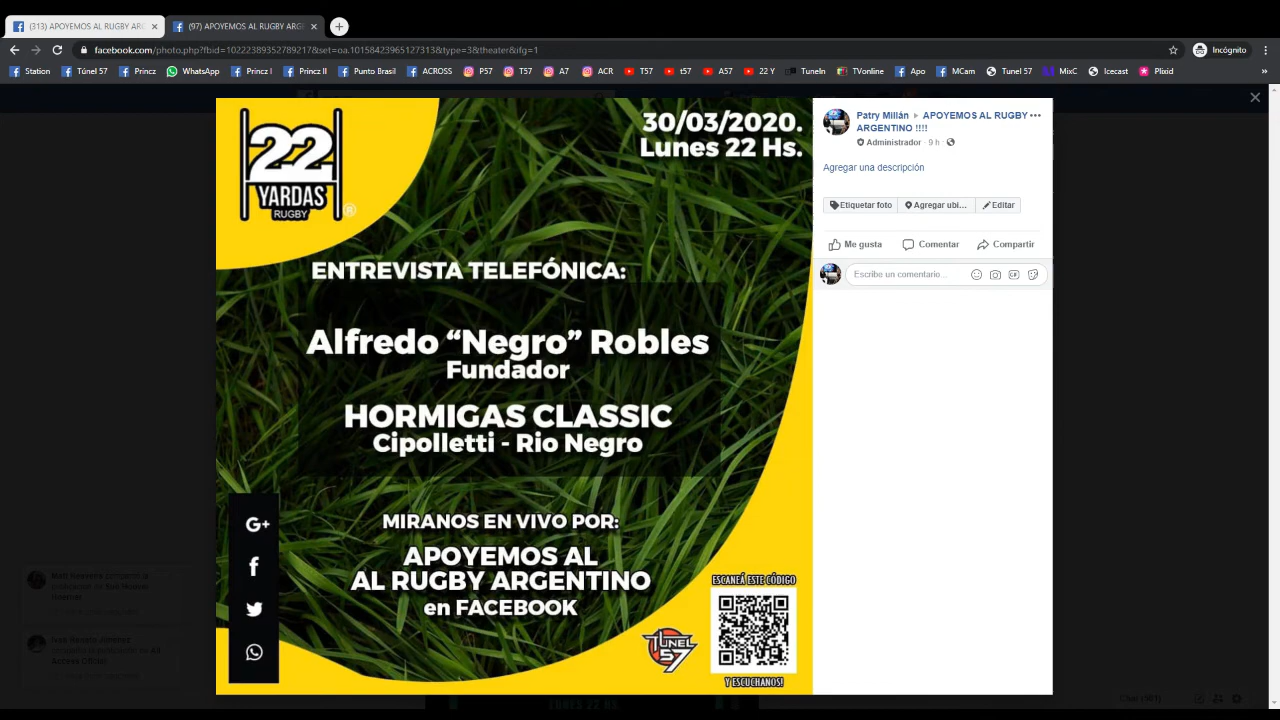 (313) APOYEMOS AL RUGBY AR
(97) APOYEMOS AL RUGBY ARG
facebook.com/photo.php?fbid=10222389352789217&set=oa.10158423965127313&type=3&theater&ifg=1
Incógnito
Station
Túnel 57
Princz
WhatsApp
Princz I
Princz II
Punto Brasil
ACROSS
P57
T57
A7
ACR
T57
t57
A57
22 Y
TuneIn
TVonline
Apo
MCam
Tunel 57
MixC
Icecast
Plixid
»
22
YARDAS
RUGBY
®
30/03/2020.
Lunes 22 Hs.
ENTREVISTA TELEFÓNICA:
Alfredo “Negro” Robles
Fundador
HORMIGAS CLASSIC
Cipolletti - Rio Negro
MIRANOS EN VIVO POR:
APOYEMOS AL
AL RUGBY ARGENTINO
en FACEBOOK
G+
TUNEL
57
ESCANEÁ ESTE CÓDIGO
Y ESCUCHANOS!
Patry Millán ▸ APOYEMOS AL RUGBY
ARGENTINO !!!!
Administrador · 9 h ·
Agregar una descripción
Etiquetar foto
Agregar ubi...
Editar
Me gusta
Comentar
Compartir
Escribe un comentario...
GIF
LUNES 22 HS.